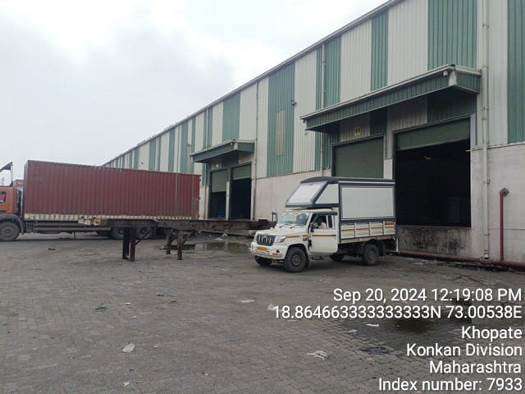 Sep 20, 2024 12:19:08 PM
18.864663333333333N 73.00538E
Khopate
Konkan Division
Maharashtra
Index number: 7933